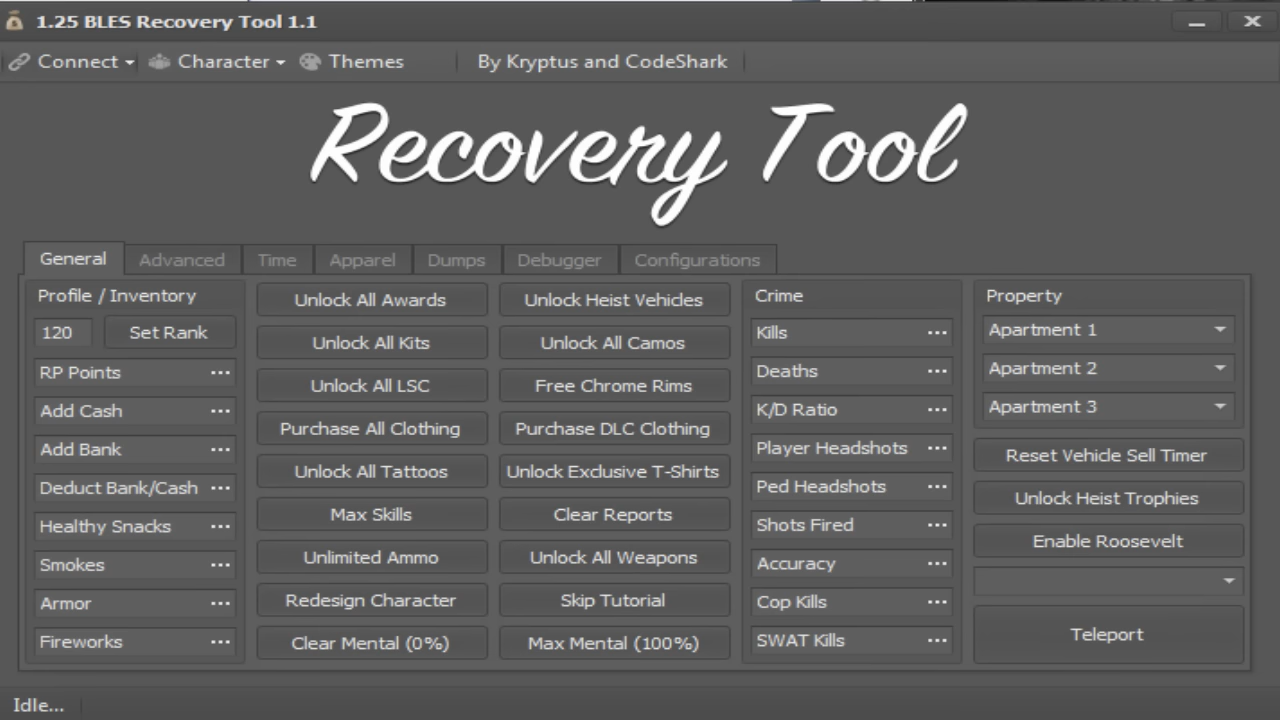 1.25 BLES Recovery Tool 1.1
Connect Character Themes By Kryptus and CodeShark
Recovery Tool
General Advanced Time Apparel Dumps Debugger Configurations
Profile / Inventory
120 Set Rank
RP Points ...
Add Cash ...
Add Bank ...
Deduct Bank/Cash ...
Healthy Snacks ...
Smokes ...
Armor ...
Fireworks ...
Unlock All Awards
Unlock All Kits
Unlock All LSC
Purchase All Clothing
Unlock All Tattoos
Max Skills
Unlimited Ammo
Redesign Character
Clear Mental (0%)
Unlock Heist Vehicles
Unlock All Camos
Free Chrome Rims
Purchase DLC Clothing
Unlock Exclusive T-Shirts
Clear Reports
Unlock All Weapons
Skip Tutorial
Max Mental (100%)
Crime
Kills ...
Deaths ...
K/D Ratio ...
Player Headshots ...
Ped Headshots ...
Shots Fired ...
Accuracy ...
Cop Kills ...
SWAT Kills ...
Property
Apartment 1
Apartment 2
Apartment 3
Reset Vehicle Sell Timer
Unlock Heist Trophies
Enable Roosevelt
Teleport
Idle...